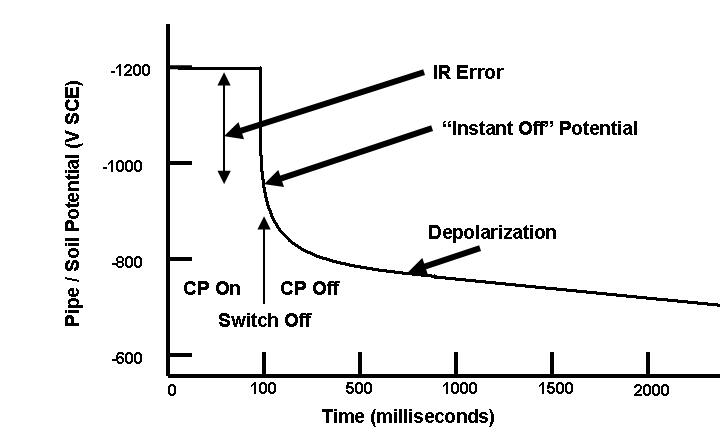 -1200
-1000
-800
-600
Pipe / Soil Potential (V SCE)
IR Error
“Instant Off” Potential
Depolarization
CP On
CP Off
Switch Off
0
100
500
1000
1500
2000
Time (milliseconds)